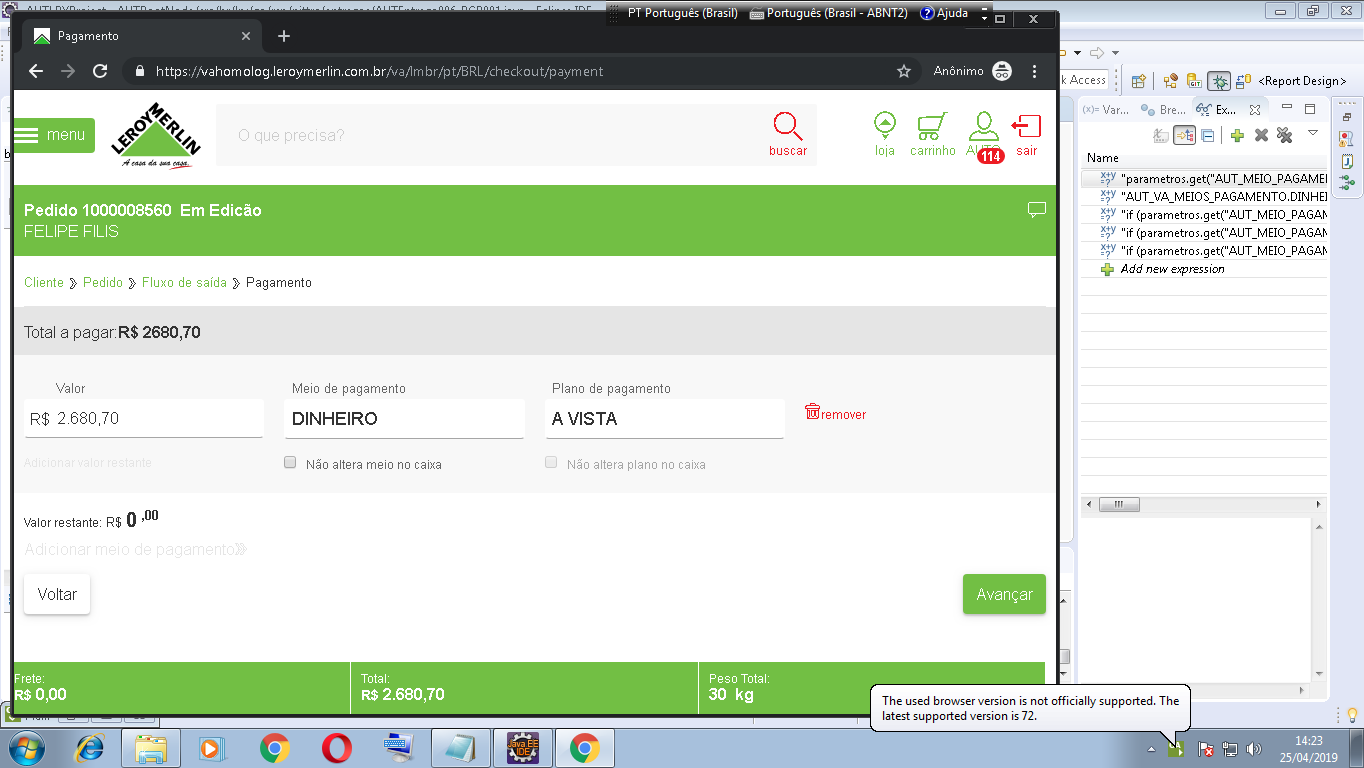 PT Português (Brasil)
Português (Brasil - ABNT2)
Ajuda
Pagamento
https://vahomolog.leroymerlin.com.br/va/lmbr/pt/BRL/checkout/payment
Anônimo
Access
<Report Design>
menu
LEROY MERLIN
A casa da sua casa.
O que precisa?
buscar
loja
carrinho
114
sair
(x)= Var...
Bre...
Ex...
Name
"parametros.get("AUT_MEIO_PAGAME
"AUT_VA_MEIOS_PAGAMENTO.DINHE
"if (parametros.get("AUT_MEIO_PAGAM
"if (parametros.get("AUT_MEIO_PAGAM
"if (parametros.get("AUT_MEIO_PAGAM
Add new expression
Pedido 1000008560 Em Edicão
FELIPE FILIS
Cliente
Pedido
Fluxo de saída
Pagamento
Total a pagar:R$ 2680,70
Valor
Meio de pagamento
Plano de pagamento
R$ 2.680,70
DINHEIRO
A VISTA
remover
Adicionar valor restante
Não altera meio no caixa
Não altera plano no caixa
Valor restante: R$ 0 ,00
Adicionar meio de pagamento
Voltar
Avançar
Frete:
R$ 0,00
Total:
R$ 2.680,70
Peso Total:
30 kg
The used browser version is not officially supported. The
latest supported version is 72.
Java EE
IDE
14:23
25/04/2019